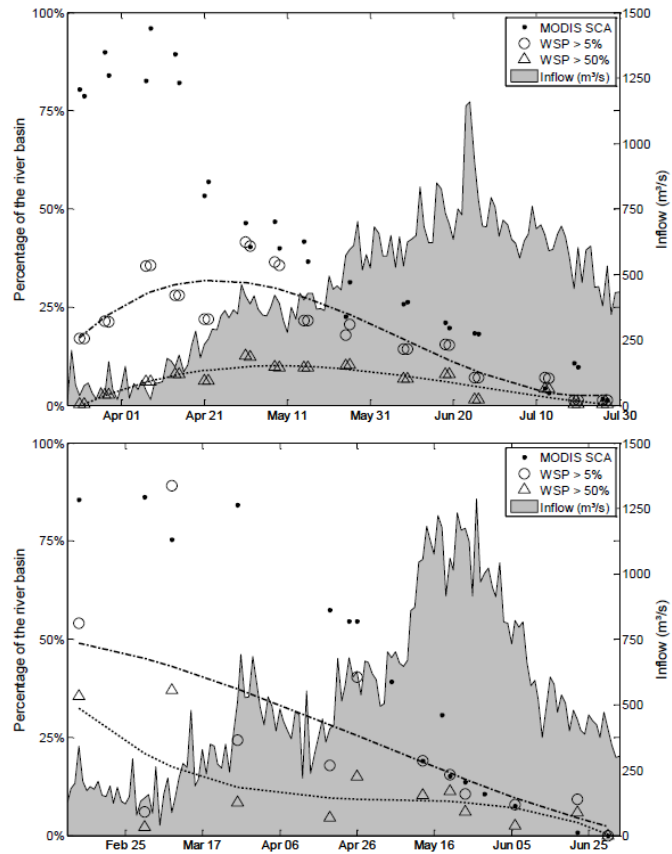 100%
75%
50%
25%
0%
Percentage of the river basin
1500
1250
1000
750
500
250
0
Inflow (m³/s)
MODIS SCA
WSP > 5%
WSP > 50%
Inflow (m³/s)
Apr 01
Apr 21
May 11
May 31
Jun 20
Jul 10
Jul 30
100%
75%
50%
25%
0%
Percentage of the river basin
1500
1250
1000
750
500
250
0
Inflow (m³/s)
MODIS SCA
WSP > 5%
WSP > 50%
Inflow (m³/s)
Feb 25
Mar 17
Apr 06
Apr 26
May 16
Jun 05
Jun 25